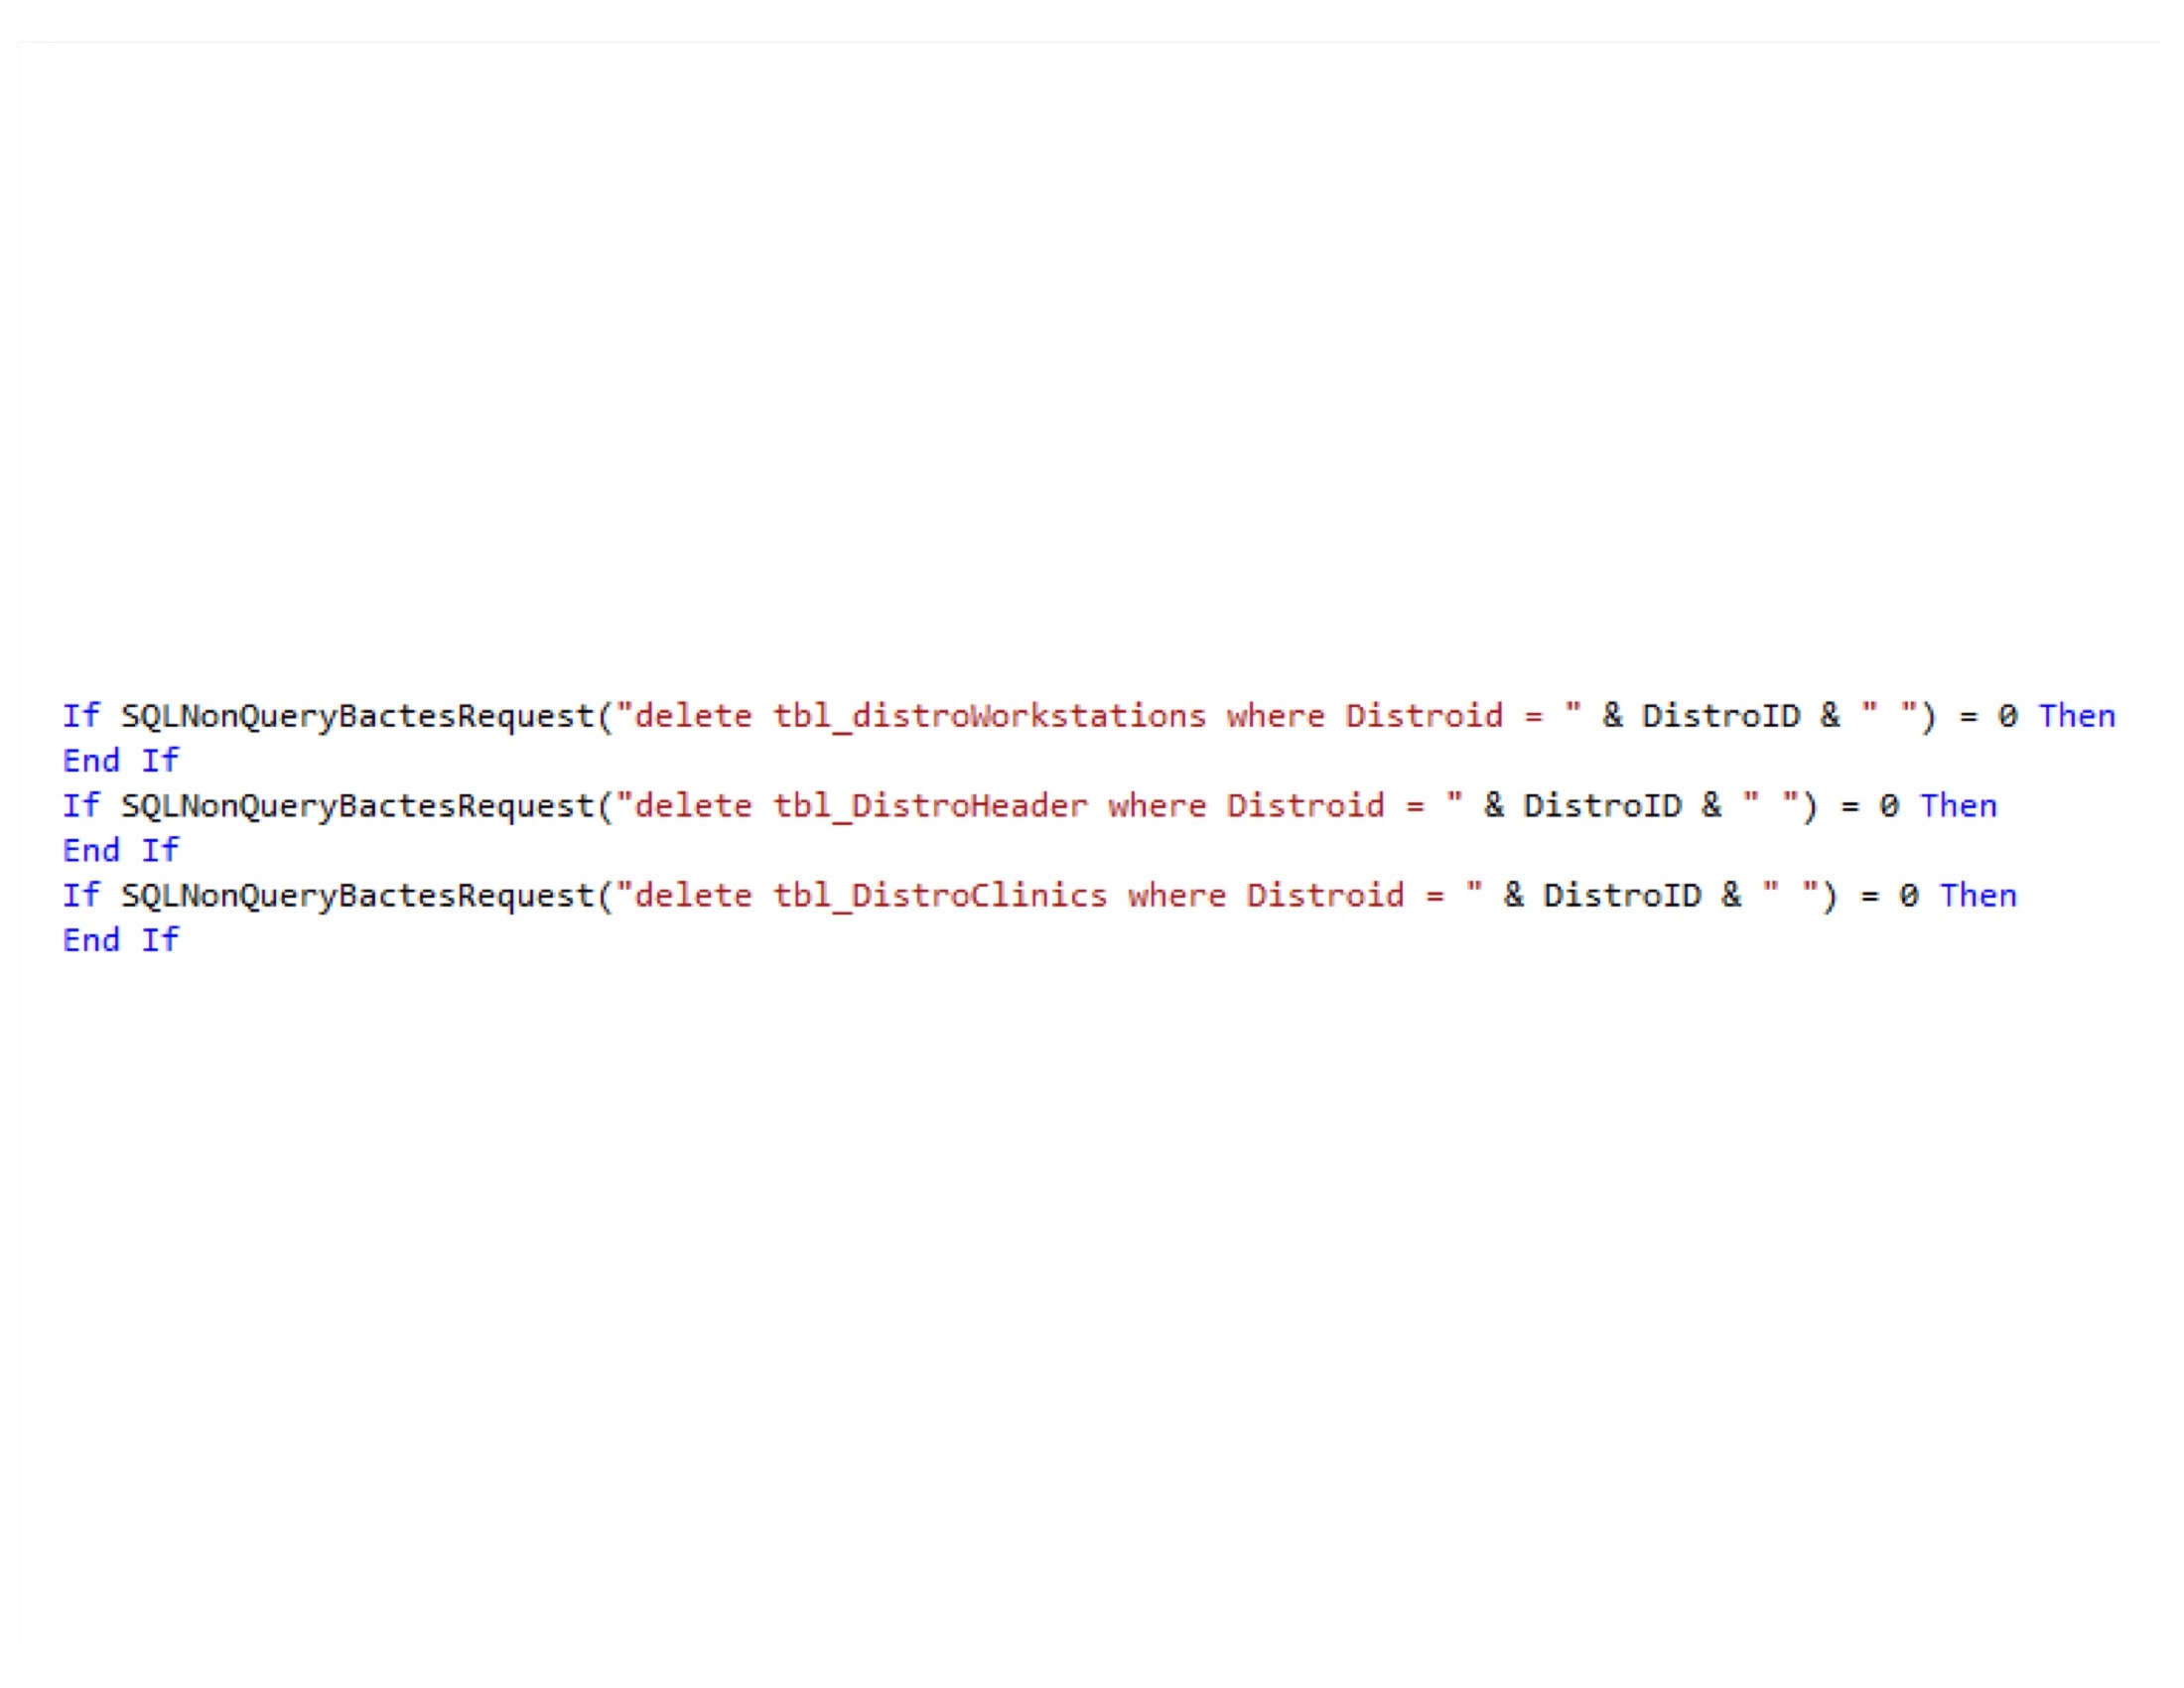 If SQLNonQueryBactesRequest("delete tbl_distroWorkstations where Distroid = " & DistroID & " ") = 0 Then
End If
If SQLNonQueryBactesRequest("delete tbl_DistroHeader where Distroid = " & DistroID & " ") = 0 Then
End If
If SQLNonQueryBactesRequest("delete tbl_DistroClinics where Distroid = " & DistroID & " ") = 0 Then
End If